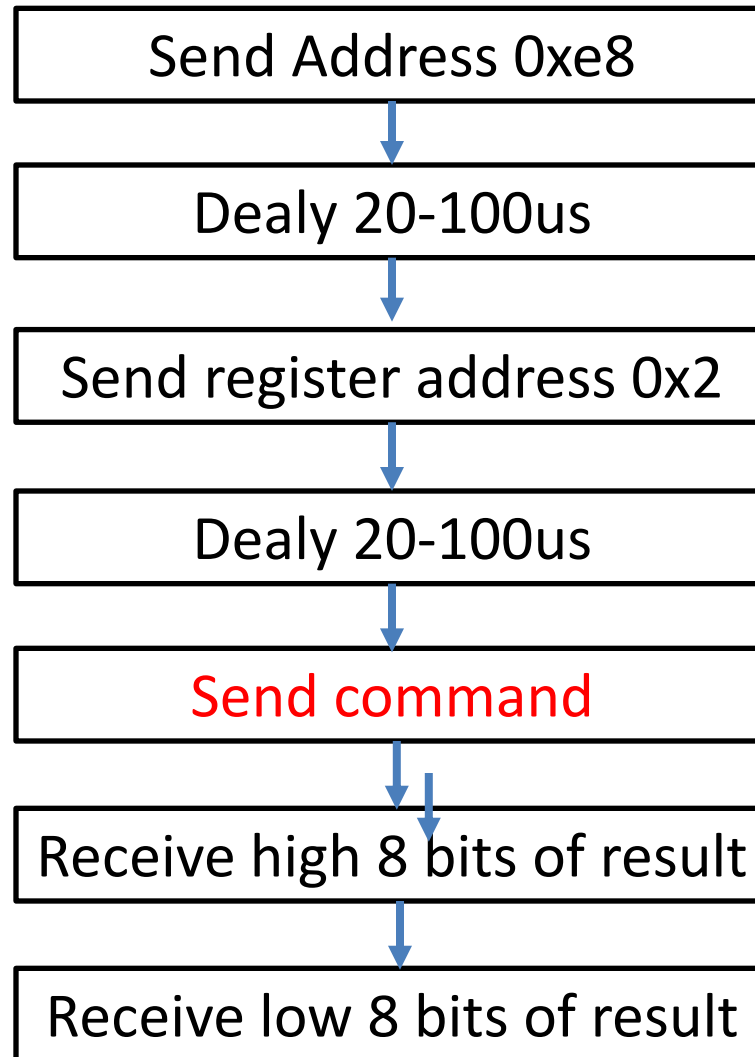 Send Address 0xe8
Dealy 20-100us
Send register address 0x2
Dealy 20-100us
Send command
Receive high 8 bits of result
Receive low 8 bits of result